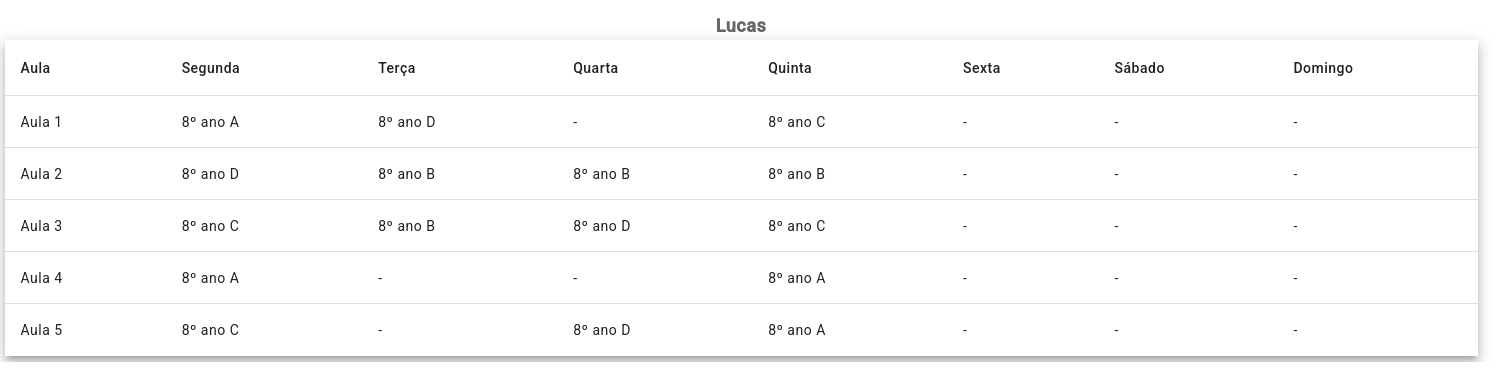 Lucas
Aula Segunda Terça Quarta Quinta Sexta Sábado Domingo
Aula 1 8º ano A 8º ano D - 8º ano C - - -
Aula 2 8º ano D 8º ano B 8º ano B 8º ano B - - -
Aula 3 8º ano C 8º ano B 8º ano D 8º ano C - - -
Aula 4 8º ano A - - 8º ano A - - -
Aula 5 8º ano C - 8º ano D 8º ano A - - -